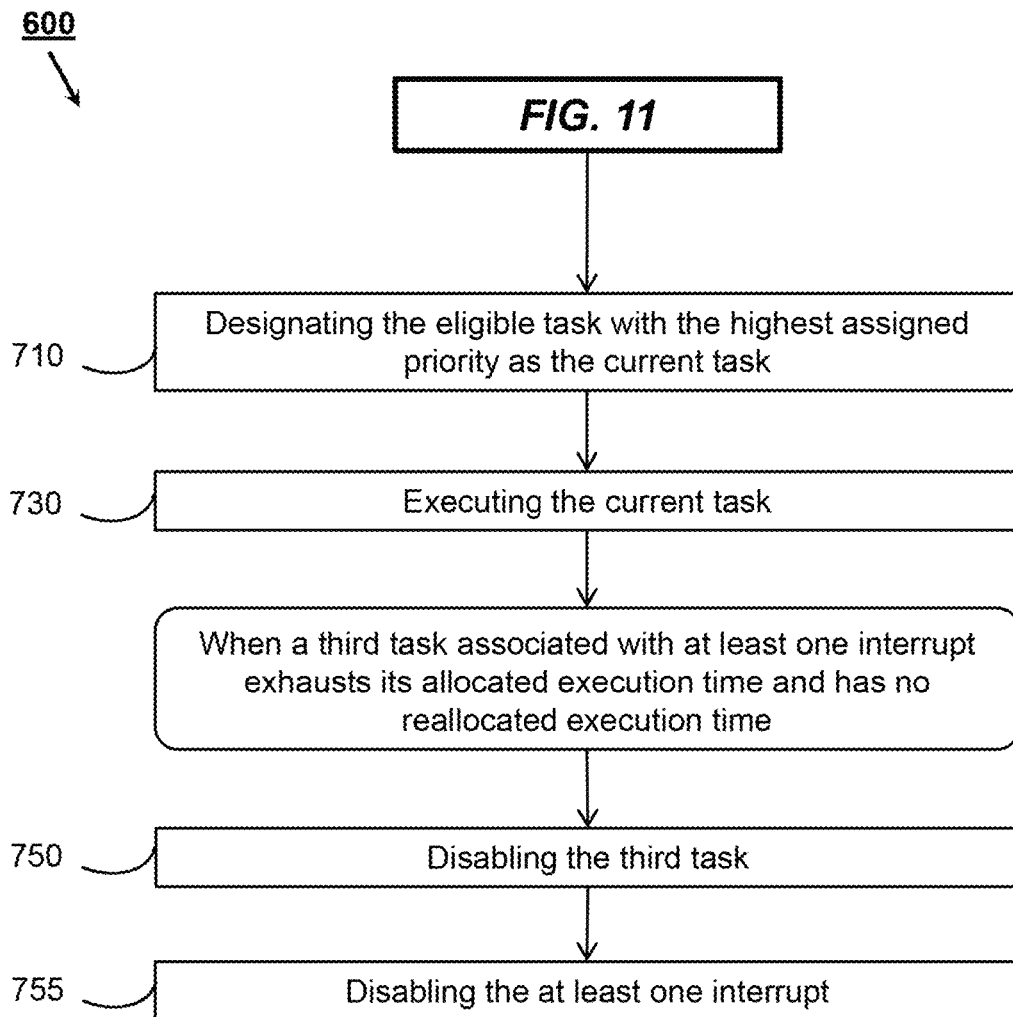 600
FIG. 11
710
Designating the eligible task with the highest assigned
priority as the current task
730
Executing the current task
When a third task associated with at least one interrupt
exhausts its allocated execution time and has no
reallocated execution time
750
Disabling the third task
755
Disabling the at least one interrupt